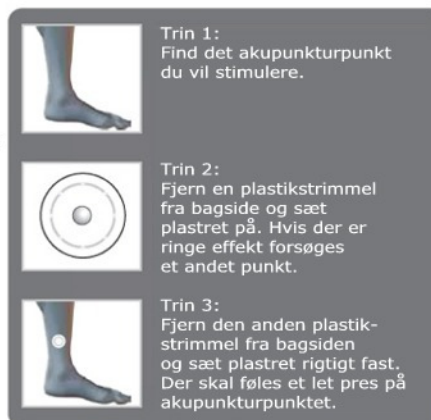 Trin 1:
Find det akupunkturpunkt
du vil stimulere.
Trin 2:
Fjern en plastikstrimmel
fra bagside og sæt
plastret på. Hvis der er
ringe effekt forsøges
et andet punkt.
Trin 3:
Fjern den anden plastik-
strimmel fra bagsiden
og sæt plastret rigtigt fast.
Der skal føles et let pres på
akupunkturpunktet.